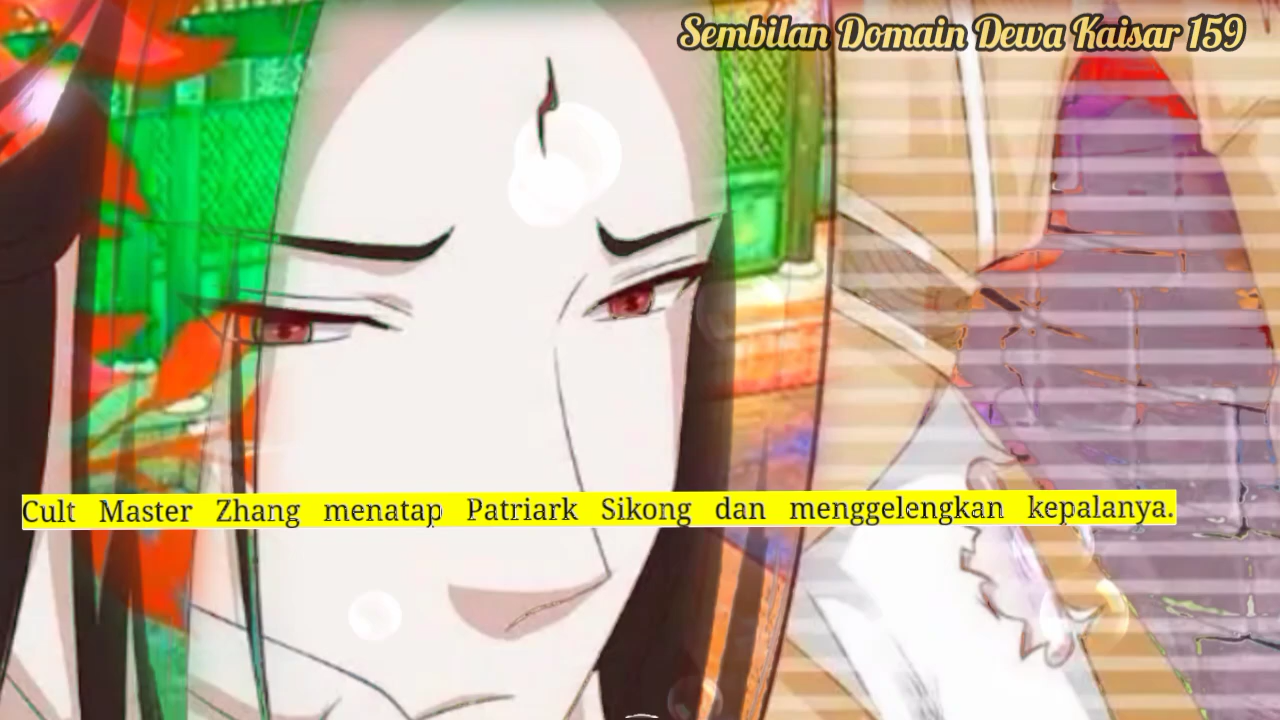 Sembilan Domain Dewa Kaisar 159
Cult Master Zhang menatap Patriark Sikong dan menggelengkan kepalanya.